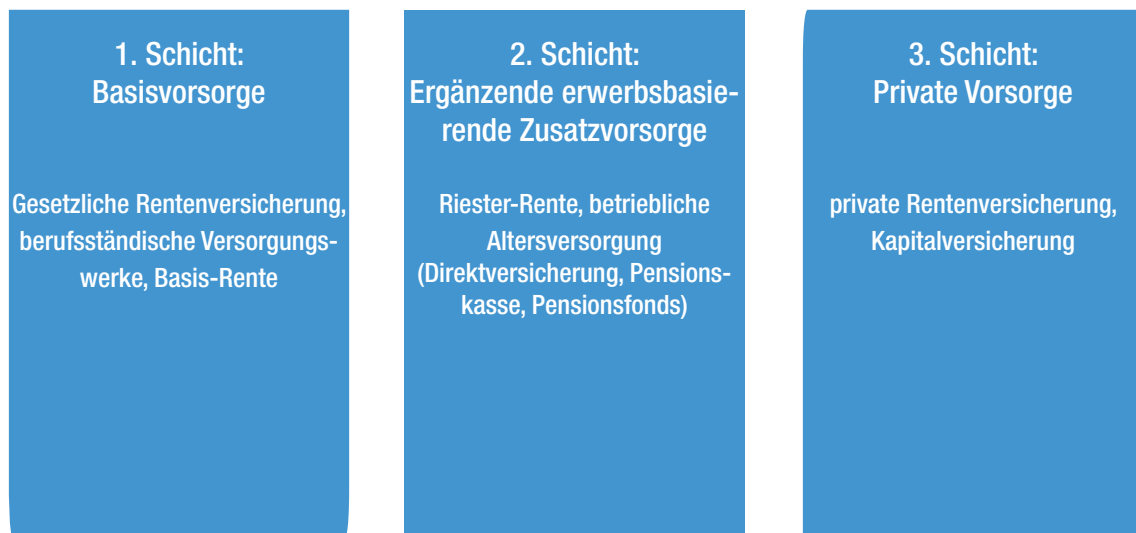 1. Schicht:
Basisvorsorge
Gesetzliche Rentenversicherung,
berufsständische Versorgungs-
werke, Basis-Rente
2. Schicht:
Ergänzende erwerbsbasie-
rende Zusatzvorsorge
Riester-Rente, betriebliche
Altersversorgung
(Direktversicherung, Pensions-
kasse, Pensionsfonds)
3. Schicht:
Private Vorsorge
private Rentenversicherung,
Kapitalversicherung